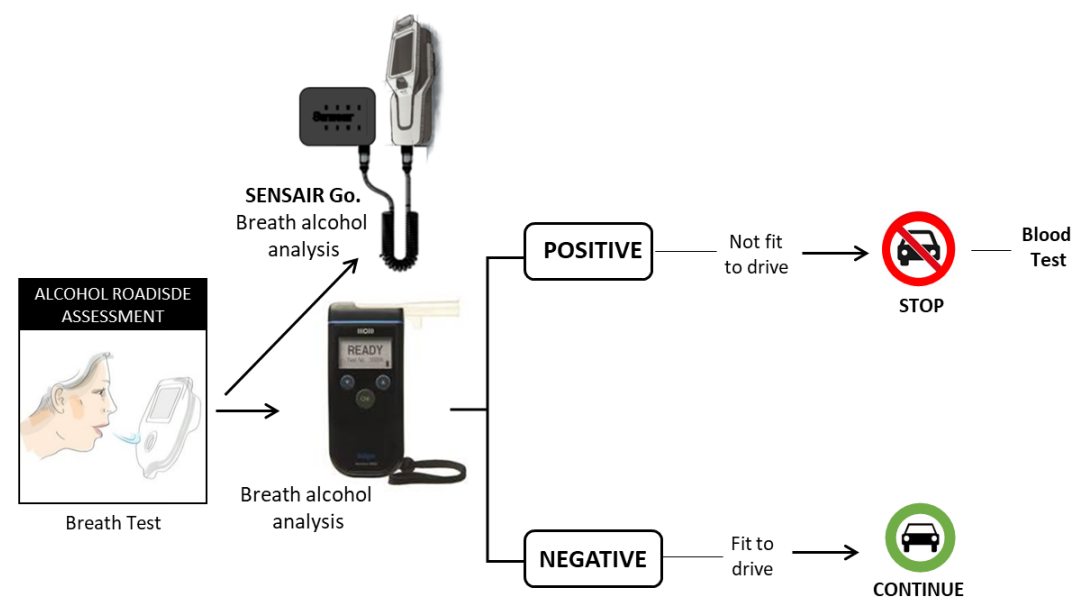 SENSAIR Go.
Breath alcohol
analysis
ALCOHOL ROADISDE
ASSESSMENT
Breath Test
READY
OK
Breath alcohol
analysis
POSITIVE
Not fit
to drive
STOP
Blood
Test
NEGATIVE
Fit to
drive
CONTINUE